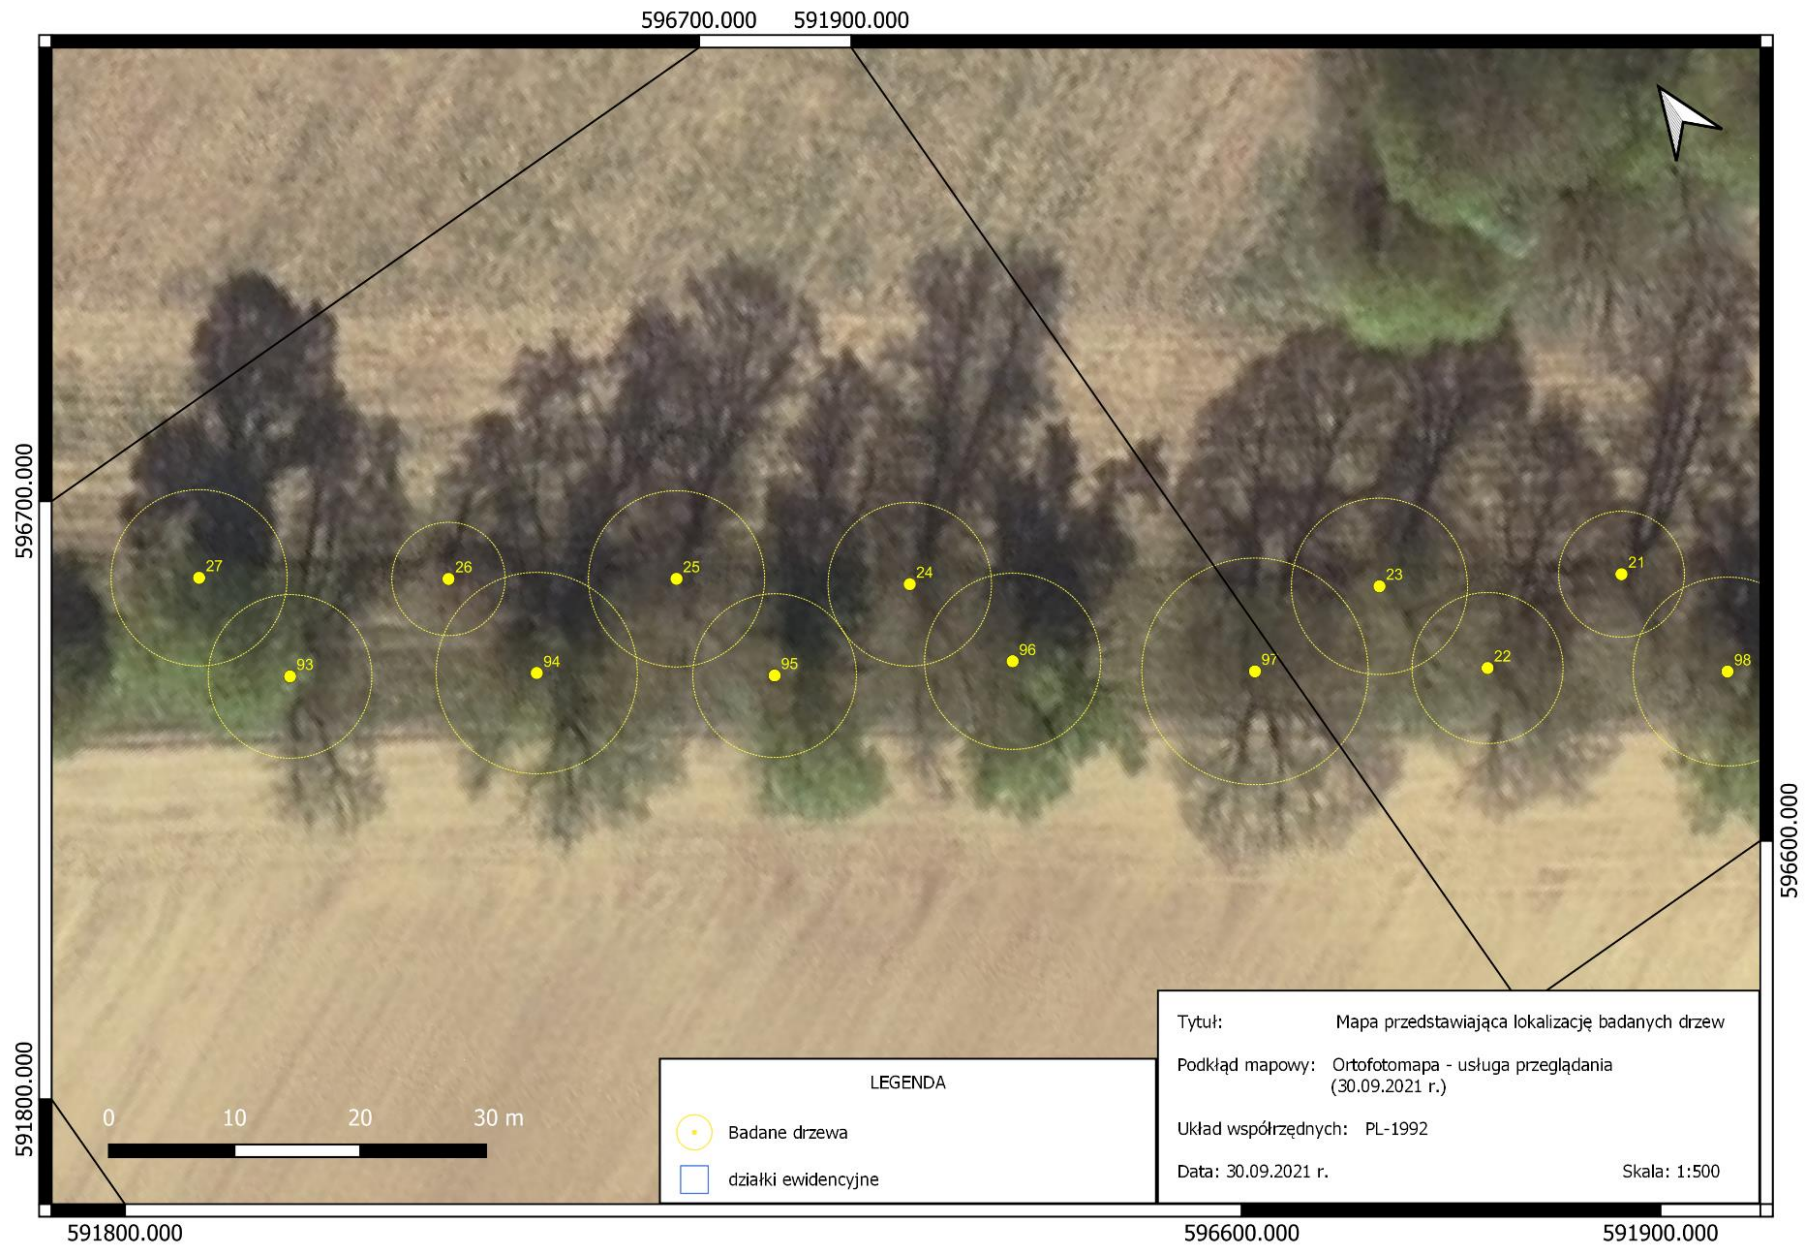 596700.000 591900.000
596700.000
27
26
25
24
23
21
93
94
95
96
97
22
98
596600.000
591800.000
0 10 20 30 m
LEGENDA
Badane drzewa
działki ewidencyjne
Tytuł: Mapa przedstawiająca lokalizację badanych drzew
Podkłąd mapowy: Ortofotomapa - usługa przeglądania
(30.09.2021 r.)
Układ współrzędnych: PL-1992
Data: 30.09.2021 r. Skala: 1:500
591800.000 596600.000 591900.000